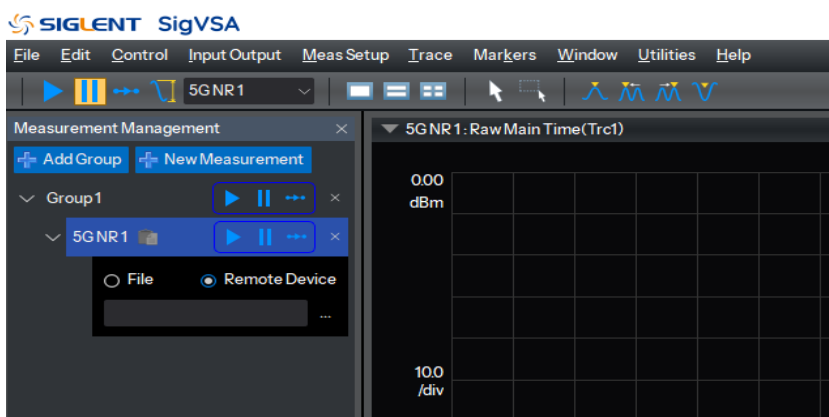 SIGLENT SigVSA
File Edit Control Input Output Meas Setup Trace Markers Window Utilities Help
5G NR 1
Measurement Management
5G NR 1 : Raw Main Time(Trc1)
Add Group New Measurement
Group1
5G NR 1
File Remote Device
...
0.00
dBm
10.0
/div